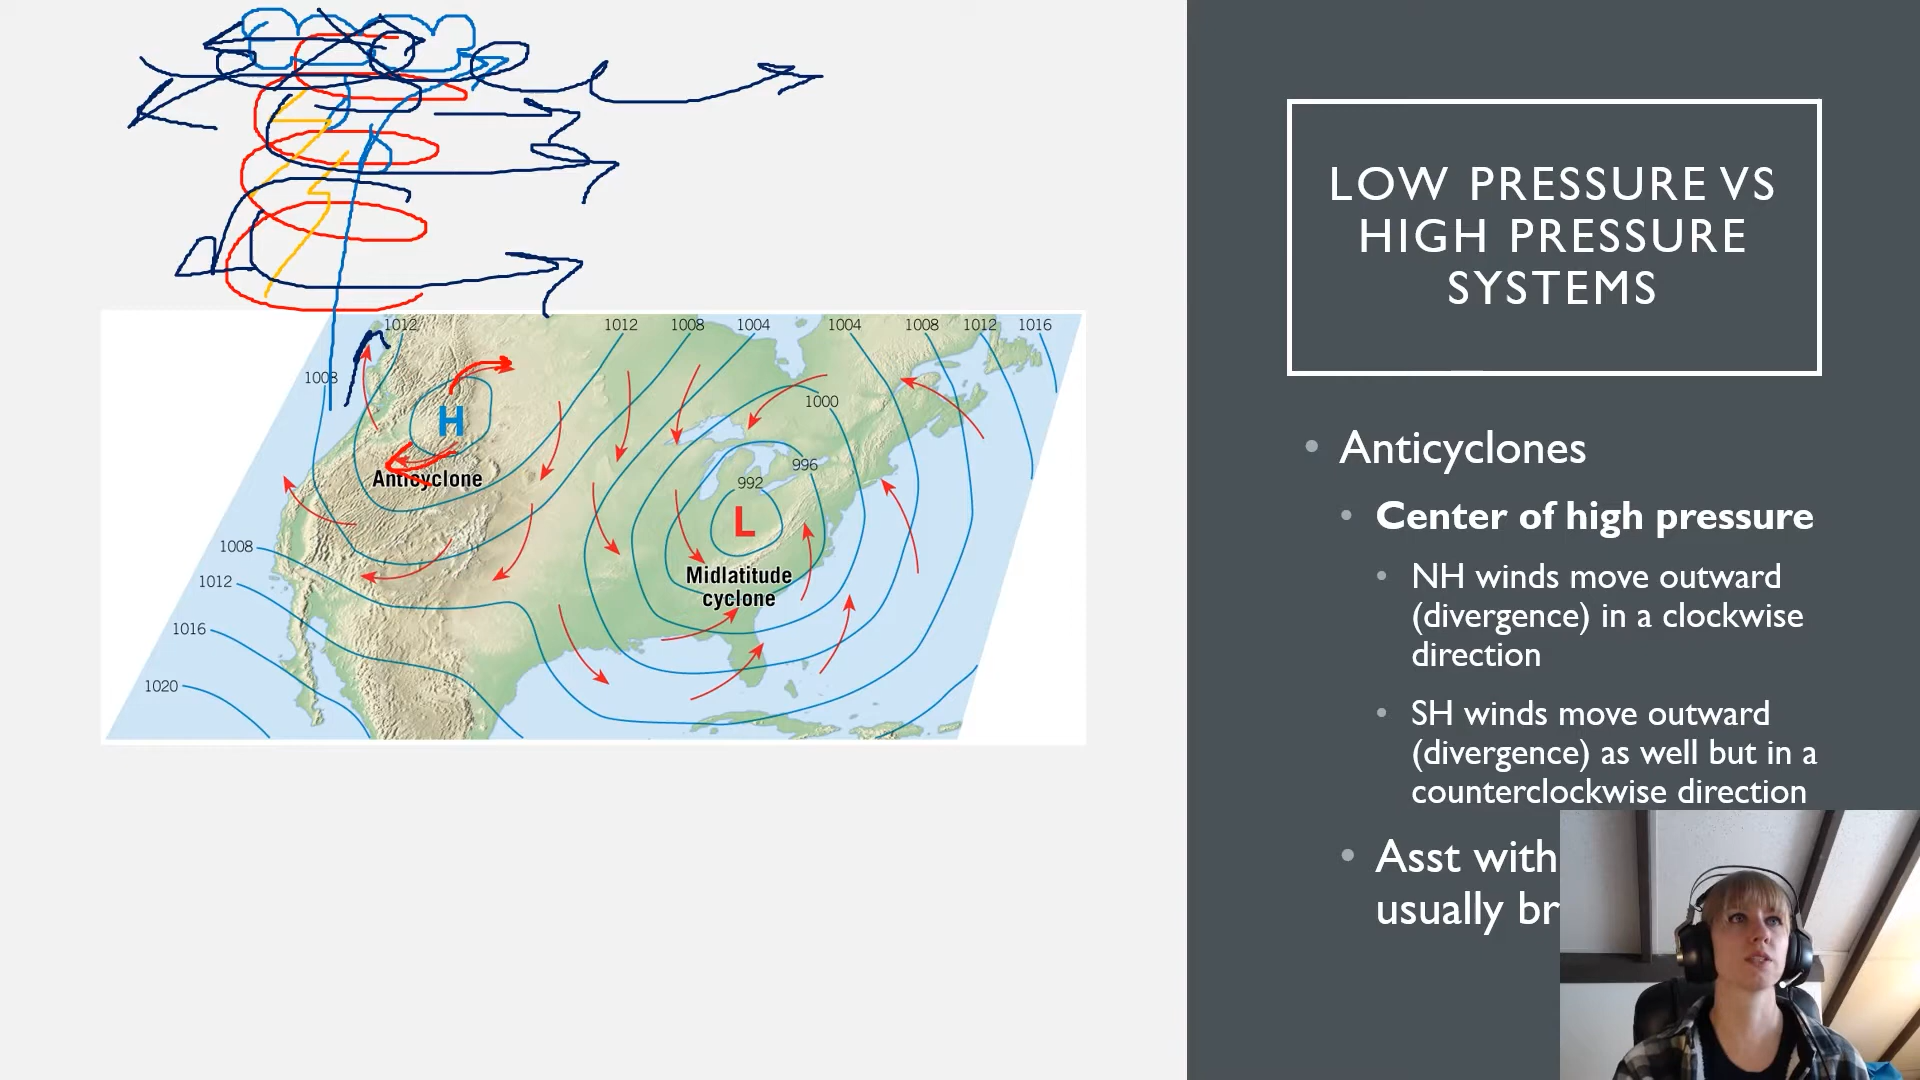 LOW PRESSURE VS
HIGH PRESSURE
SYSTEMS
• Anticyclones
• Center of high pressure
• NH winds move outward
(divergence) in a clockwise
direction
• SH winds move outward
(divergence) as well but in a
counterclockwise direction
• Asst with
usually br
1012
1012
1008
1004
1004
1008
1012
1016
1008
1000
H
996
Anticyclone
992
L
1008
Midlatitude
cyclone
1012
1016
1020